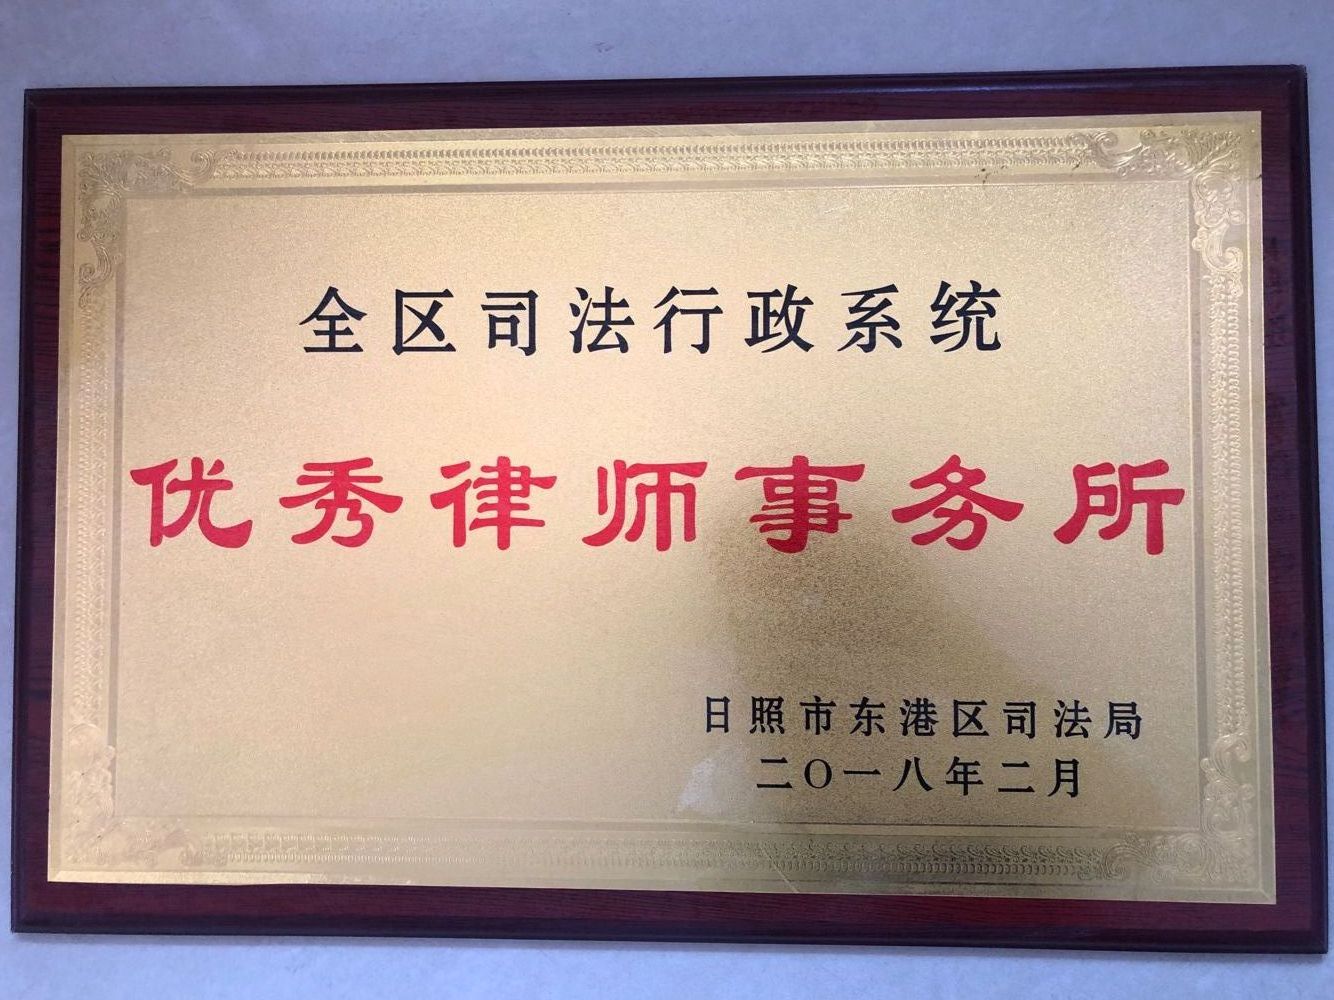 全区司法行政系统
优秀律师事务所
日照市东港区司法局
二〇一八年二月